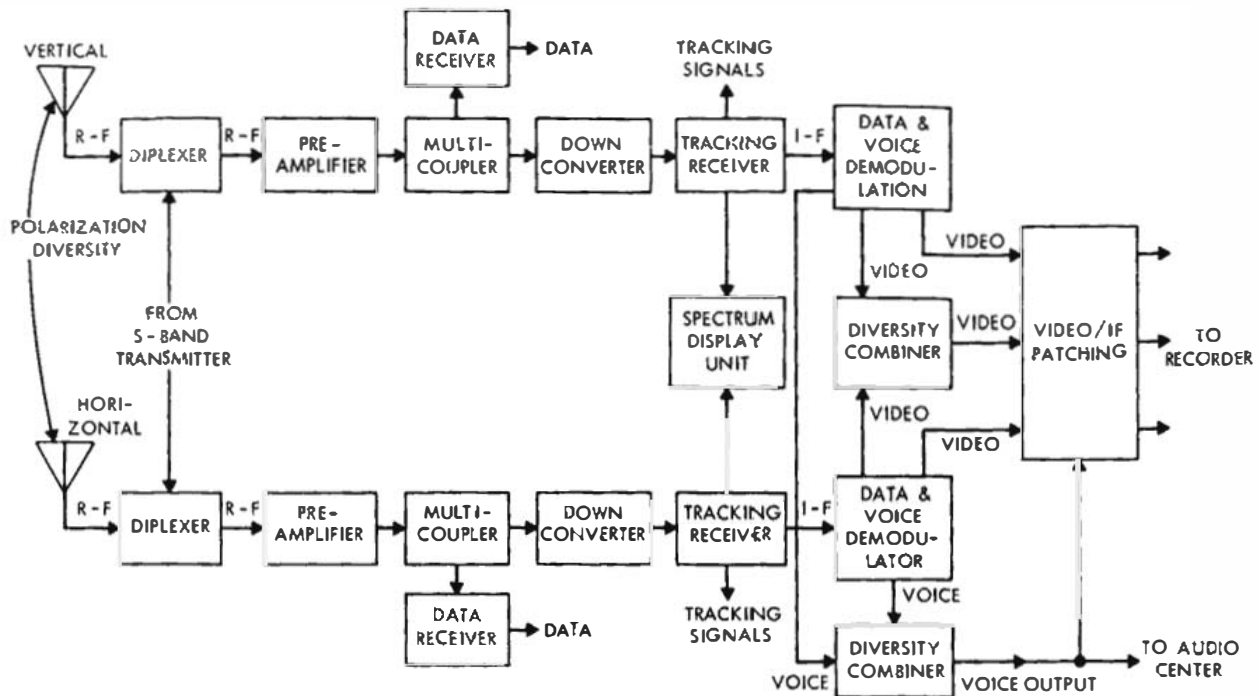 VERTICAL
DATA
RECEIVER
DATA
TRACKING
SIGNALS
R-F
DIPLEXER
R-F
PRE-
AMPLIFIER
MULTI-
COUPLER
DOWN
CONVERTER
TRACKING
RECEIVER
I-F
DATA &
VOICE
DEMODU-
LATION
POLARIZATION
DIVERSITY
FROM
S-BAND
TRANSMITTER
SPECTRUM
DISPLAY
UNIT
VIDEO
VIDEO
DIVERSITY
COMBINER
VIDEO
VIDEO/IF
PATCHING
TO
RECORDER
HORI-
ZONTAL
VIDEO
VIDEO
R-F
DIPLEXER
R-F
PRE-
AMPLIFIER
MULTI-
COUPLER
DOWN
CONVERTER
TRACKING
RECEIVER
I-F
DATA &
VOICE
DEMODU-
LATOR
DATA
RECEIVER
DATA
TRACKING
SIGNALS
VOICE
VOICE
DIVERSITY
COMBINER
VOICE OUTPUT
TO AUDIO
CENTER